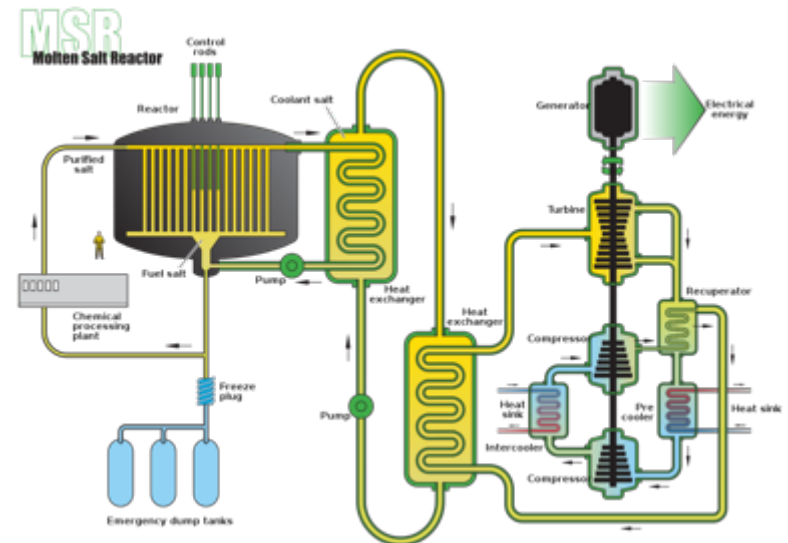 MSR
Molten Salt Reactor
Control
rods
Reactor
Coolant salt
Purified
salt
Fuel salt
Pump
Heat
exchanger
Chemical
processing
plant
Freeze
plug
Emergency dump tanks
Pump
Heat
exchanger
Generator
Electrical
energy
Turbine
Recuperator
Compressor
Heat
sink
Intercooler
Pre
cooler
Heat sink
Compressor